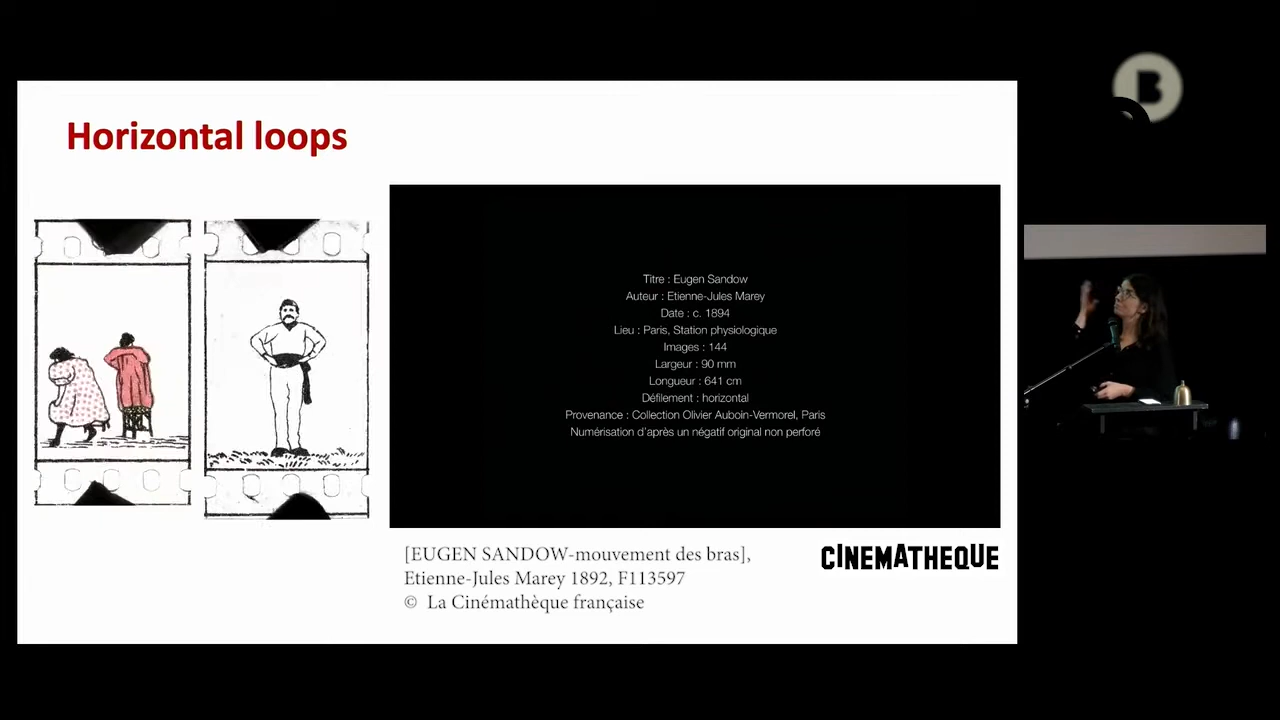 B
Horizontal loops
Titre : Eugen Sandow
Auteur : Etienne-Jules Marey
Date : c. 1894
Lieu : Paris, Station physiologique
Images : 144
Largeur : 90 mm
Longueur : 641 cm
Défilement : horizontal
Provenance : Collection Olivier Auboin-Vermorel, Paris
Numérisation d'après un négatif original non perforé
[EUGEN SANDOW-mouvement des bras],
Etienne-Jules Marey 1892, F113597
© La Cinémathèque française
CINEMATHEQUE